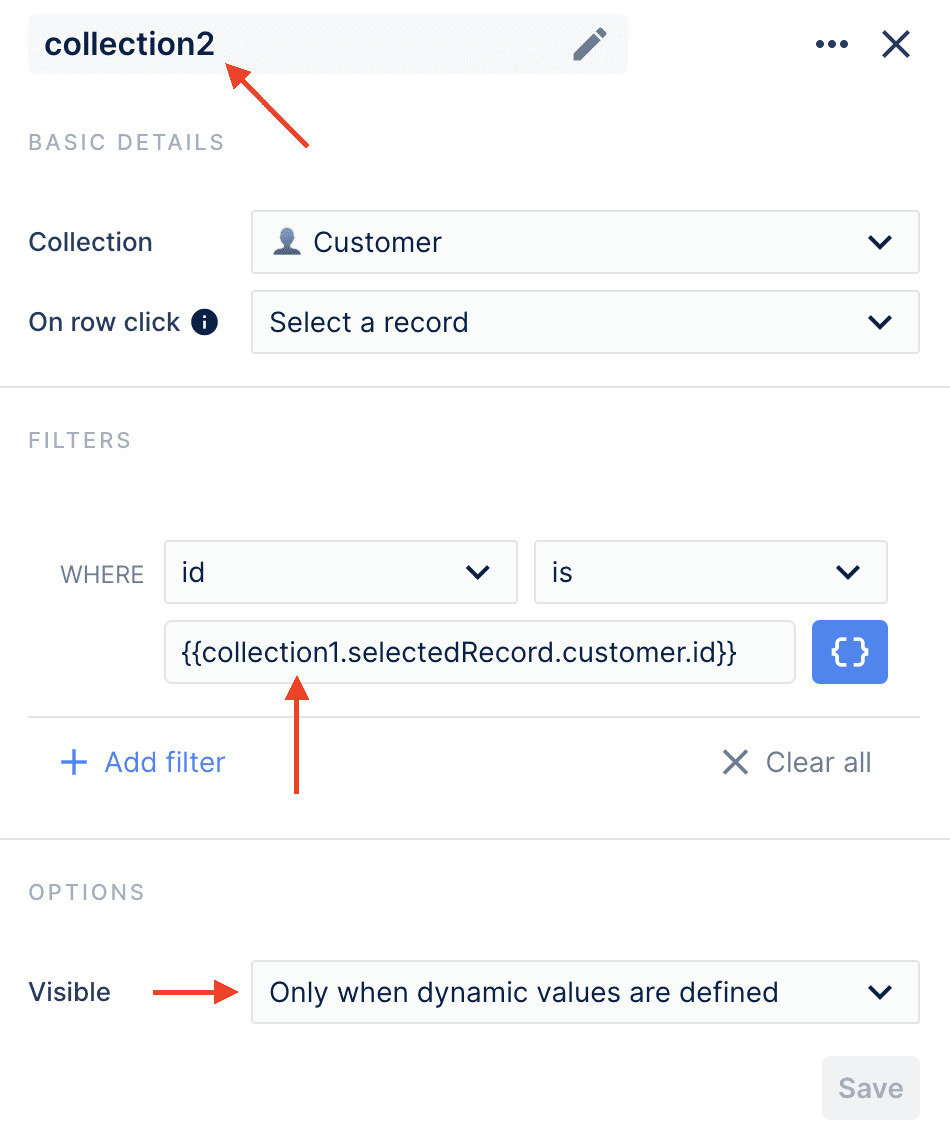 collection2
BASIC DETAILS
Collection
Customer
On row click
Select a record
FILTERS
WHERE
id
is
{{collection1.selectedRecord.customer.id}}
{}
Add filter
Clear all
OPTIONS
Visible
Only when dynamic values are defined
Save